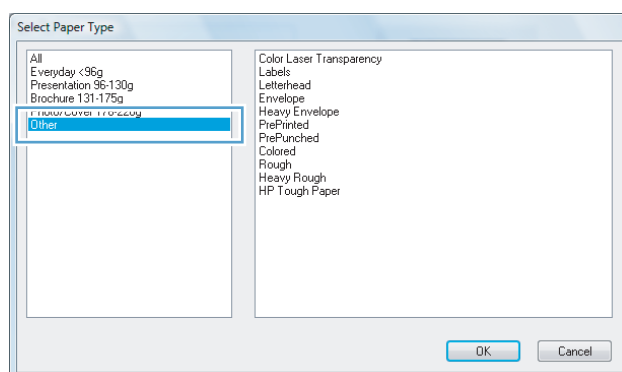 Select Paper Type
All
Everyday <96g
Presentation 96-130g
Brochure 131-175g
Photo/Cover 176-220g
Other
Color Laser Transparency
Labels
Letterhead
Envelope
Heavy Envelope
PrePrinted
PrePunched
Colored
Rough
Heavy Rough
HP Tough Paper
OK
Cancel